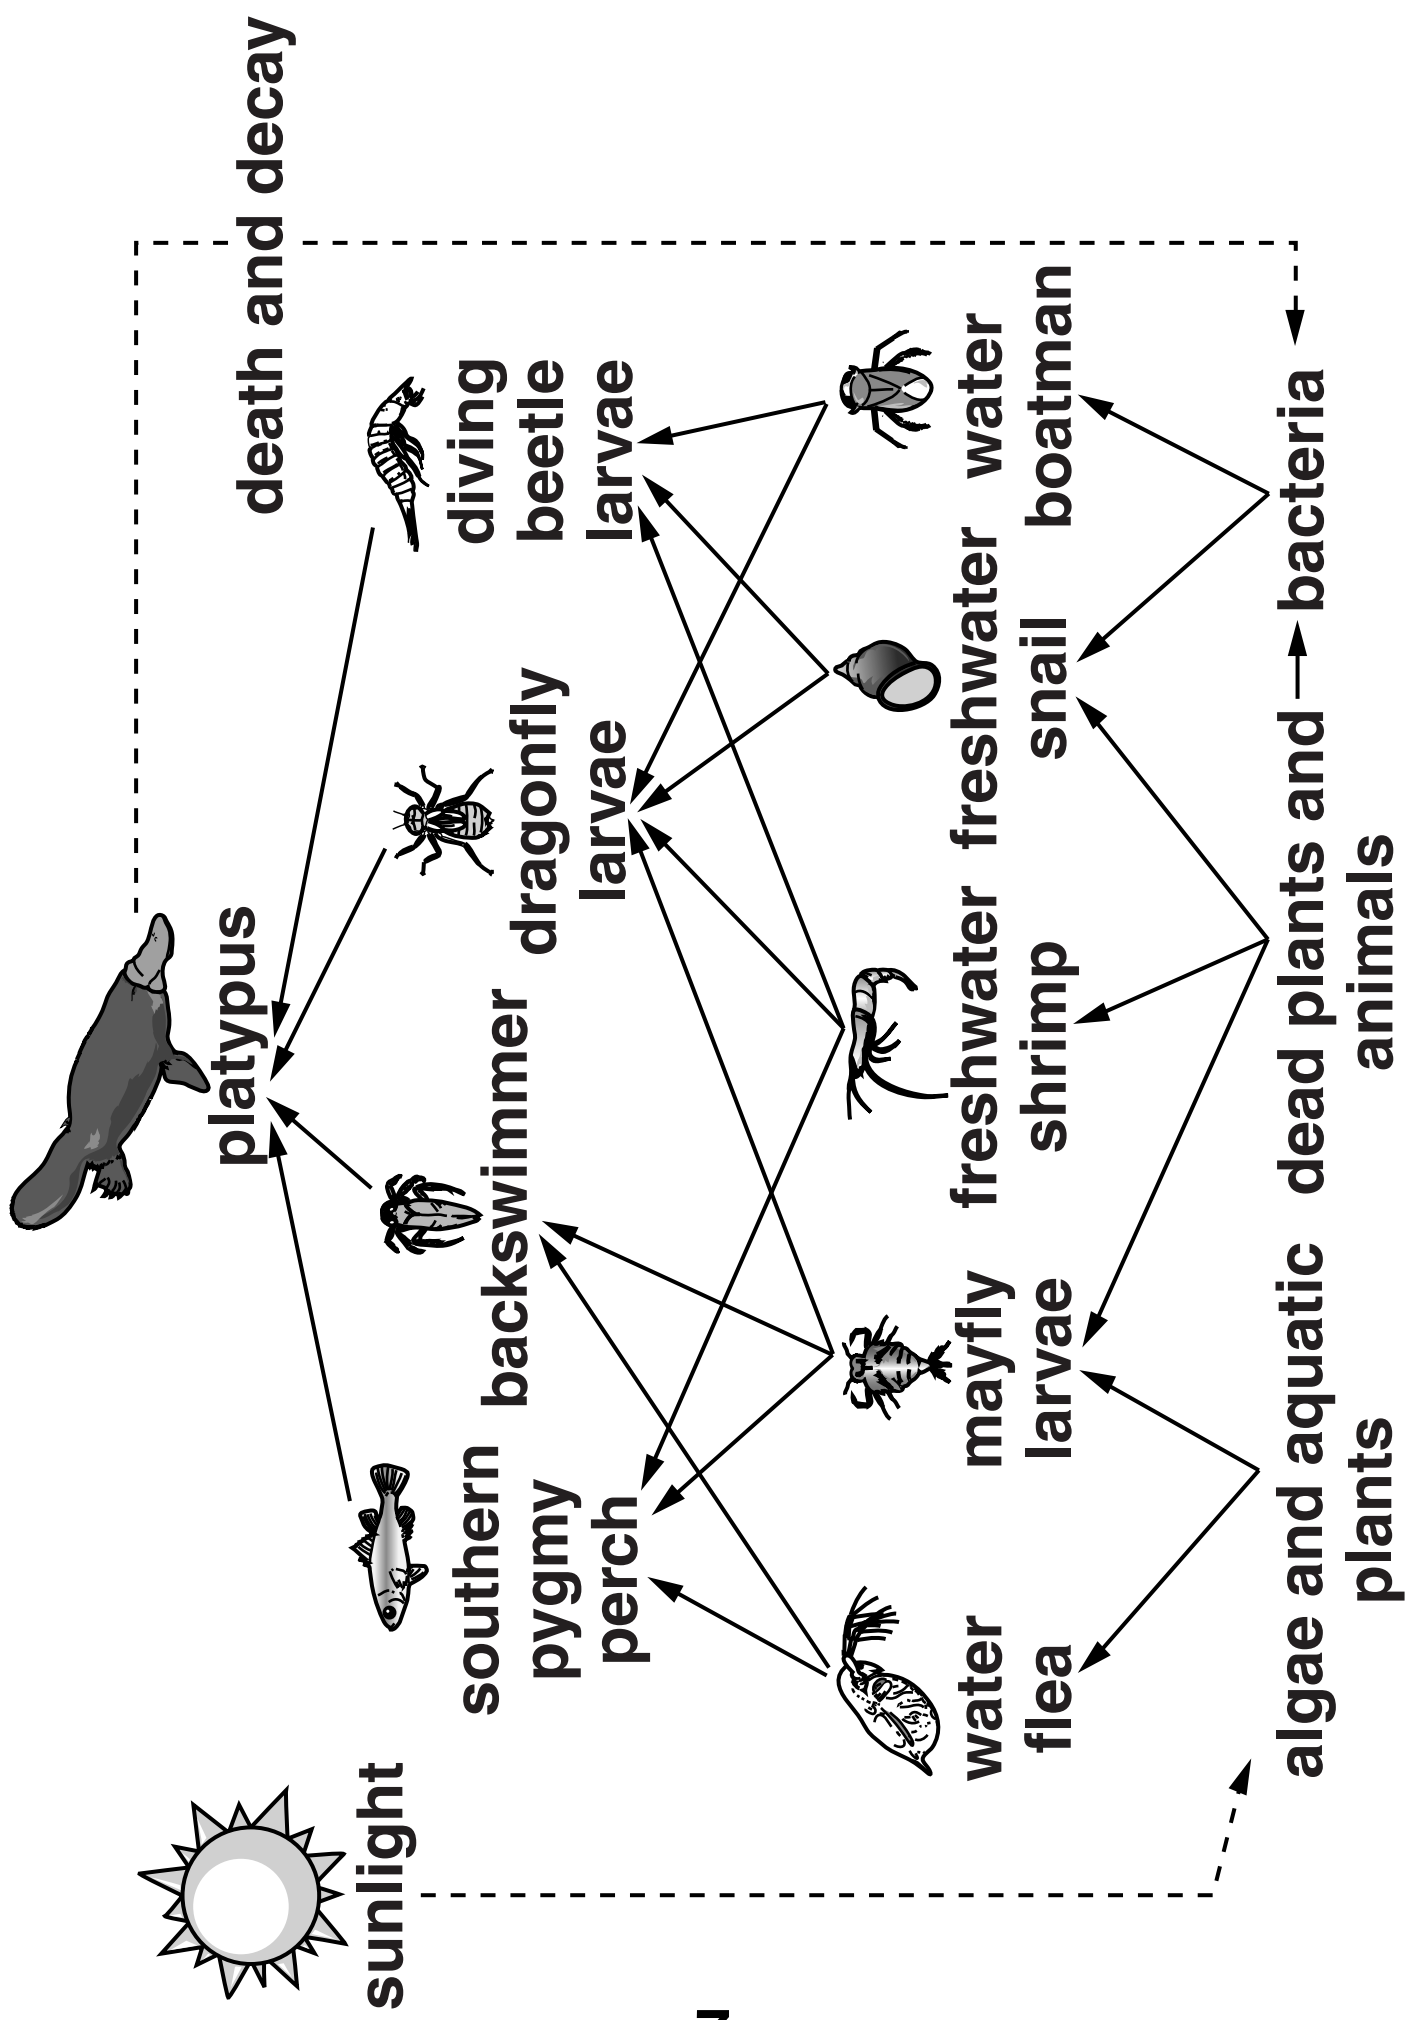 platypus
death and decay
sunlight
southern
pygmy
perch
backswimmer
dragonfly
larvae
diving
beetle
larvae
water
flea
mayfly
larvae
freshwater
shrimp
freshwater
snail
water
boatman
algae and aquatic
plants
dead plants and
animals
bacteria